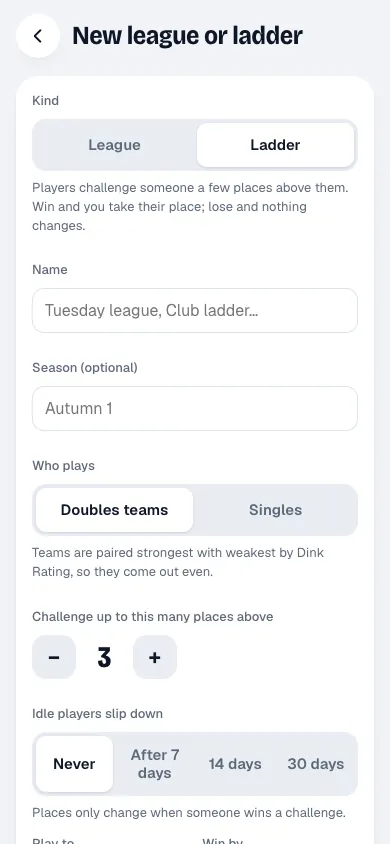 New league or ladder
Kind
League
Ladder
Players challenge someone a few places above them.
Win and you take their place; lose and nothing
changes.
Name
Tuesday league, Club ladder...
Season (optional)
Autumn 1
Who plays
Doubles teams
Singles
Teams are paired strongest with weakest by Dink
Rating, so they come out even.
Challenge up to this many places above
− 3 +
Idle players slip down
Never
After 7
days
14 days
30 days
Places only change when someone wins a challenge.
Play to
Win by